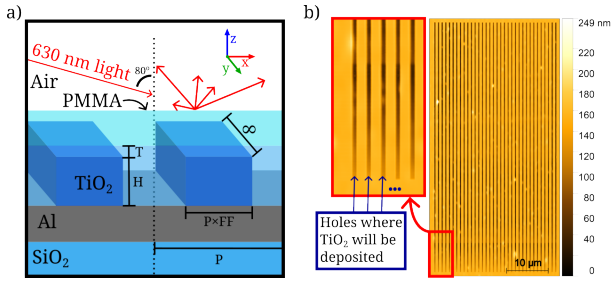 a)
630 nm light
80°
Air
PMMA
z
x
y
∞
T
H
TiO₂
P×FF
Al
P
SiO₂
b)
Holes where
TiO₂ will be
deposited
...
10 μm
249 nm
220
200
180
160
140
120
100
80
60
40
0